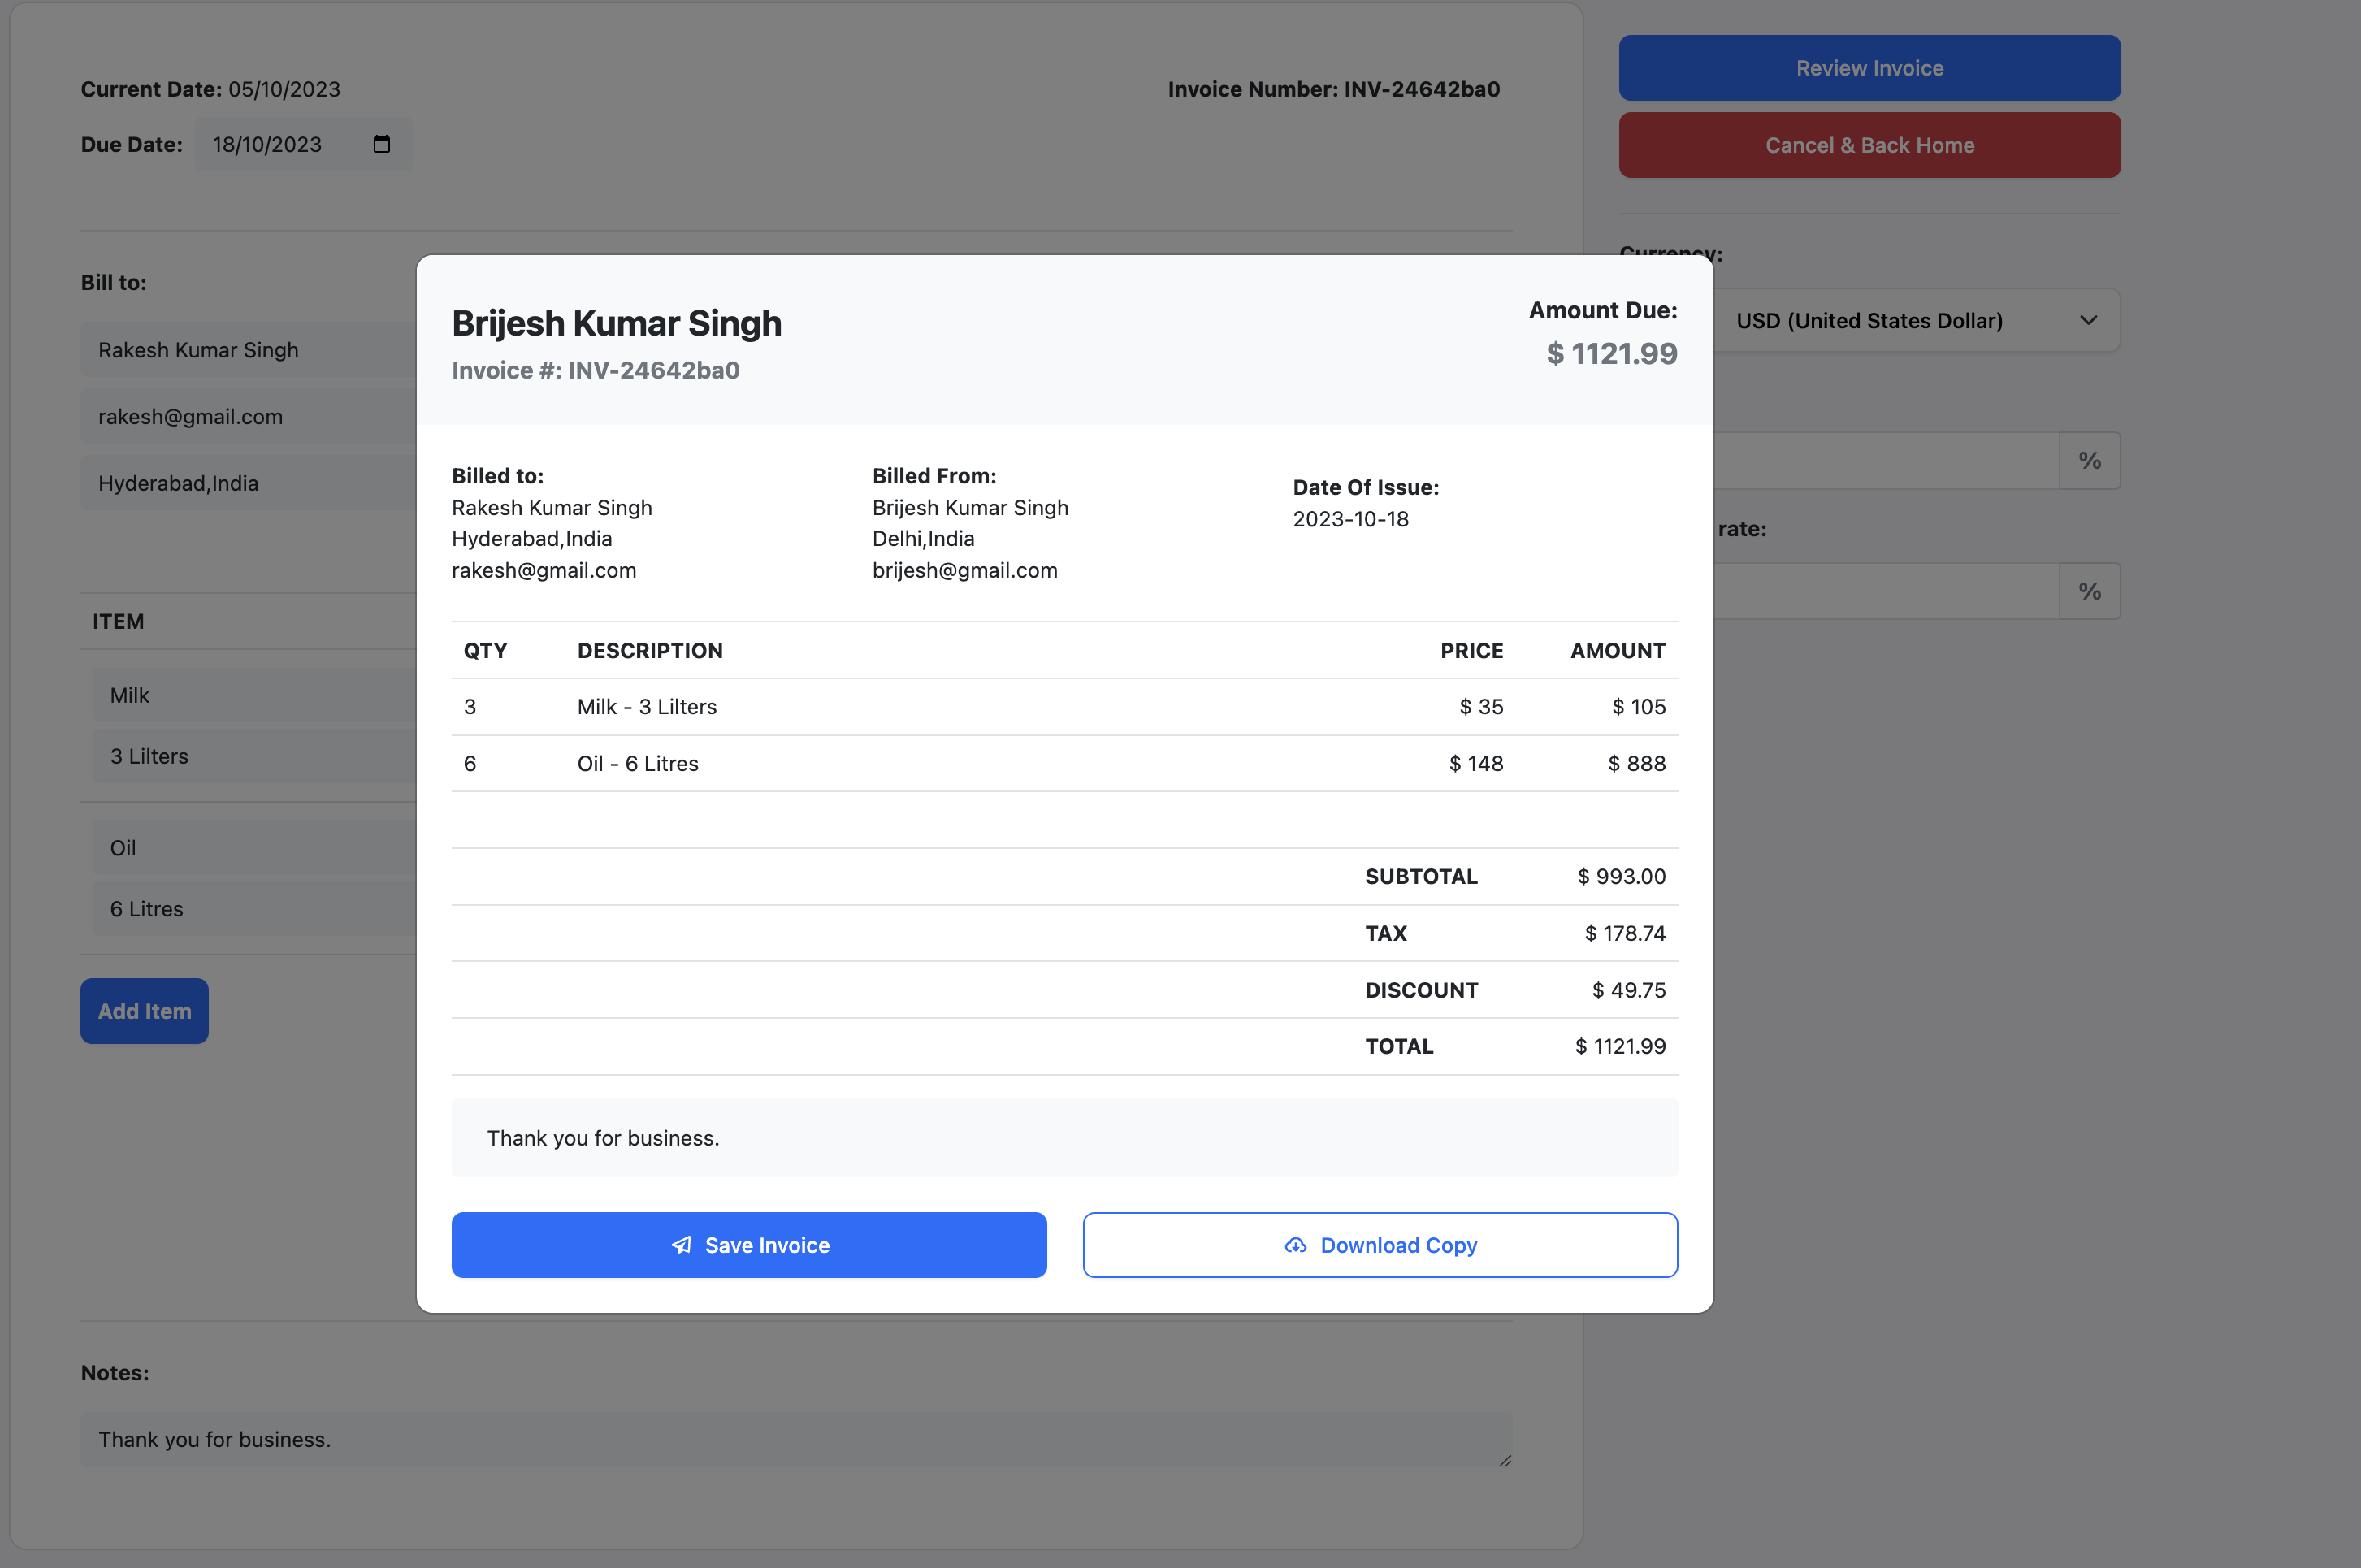 Current Date: 05/10/2023
Invoice Number: INV-24642ba0
Due Date: 18/10/2023
Bill to:
Rakesh Kumar Singh
rakesh@gmail.com
Hyderabad,India
ITEM
Milk
3 Lilters
Oil
6 Litres
Add Item
Notes:
Thank you for business.
Review Invoice
Cancel & Back Home
Currency:
USD (United States Dollar)
%
rate:
%
Brijesh Kumar Singh
Invoice #: INV-24642ba0
Amount Due:
$ 1121.99
Billed to:
Rakesh Kumar Singh
Hyderabad,India
rakesh@gmail.com
Billed From:
Brijesh Kumar Singh
Delhi,India
brijesh@gmail.com
Date Of Issue:
2023-10-18
QTY DESCRIPTION PRICE AMOUNT
3 Milk - 3 Lilters $ 35 $ 105
6 Oil - 6 Litres $ 148 $ 888
SUBTOTAL $ 993.00
TAX $ 178.74
DISCOUNT $ 49.75
TOTAL $ 1121.99
Thank you for business.
Save Invoice
Download Copy